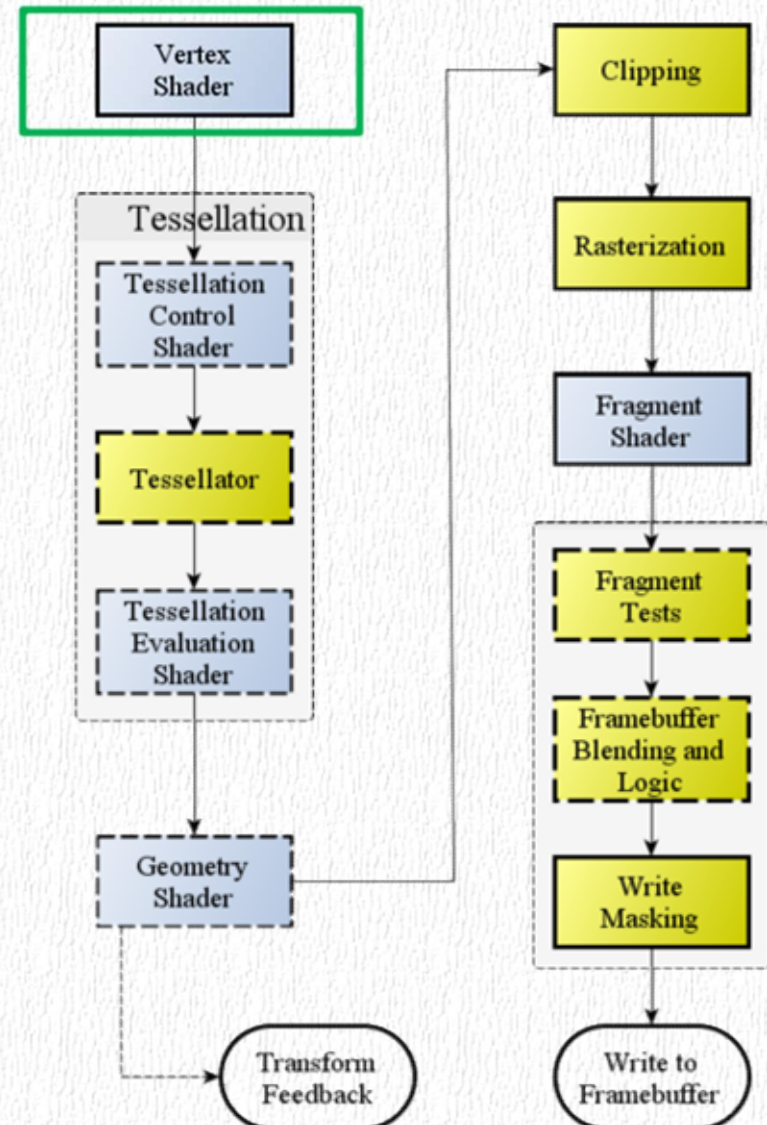 Vertex
Shader
Tessellation
Tessellation
Control
Shader
Tessellator
Tessellation
Evaluation
Shader
Geometry
Shader
Transform
Feedback
Clipping
Rasterization
Fragment
Shader
Fragment
Tests
Framebuffer
Blending and
Logic
Write
Masking
Write to
Framebuffer